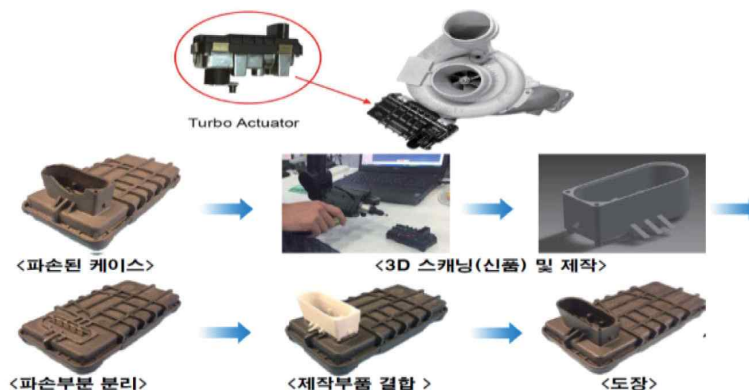 Turbo Actuator
<파손된 케이스>
<3D 스캐닝(신품) 및 제작>
<파손부분 분리>
<제작부품 결합 >
<도장>